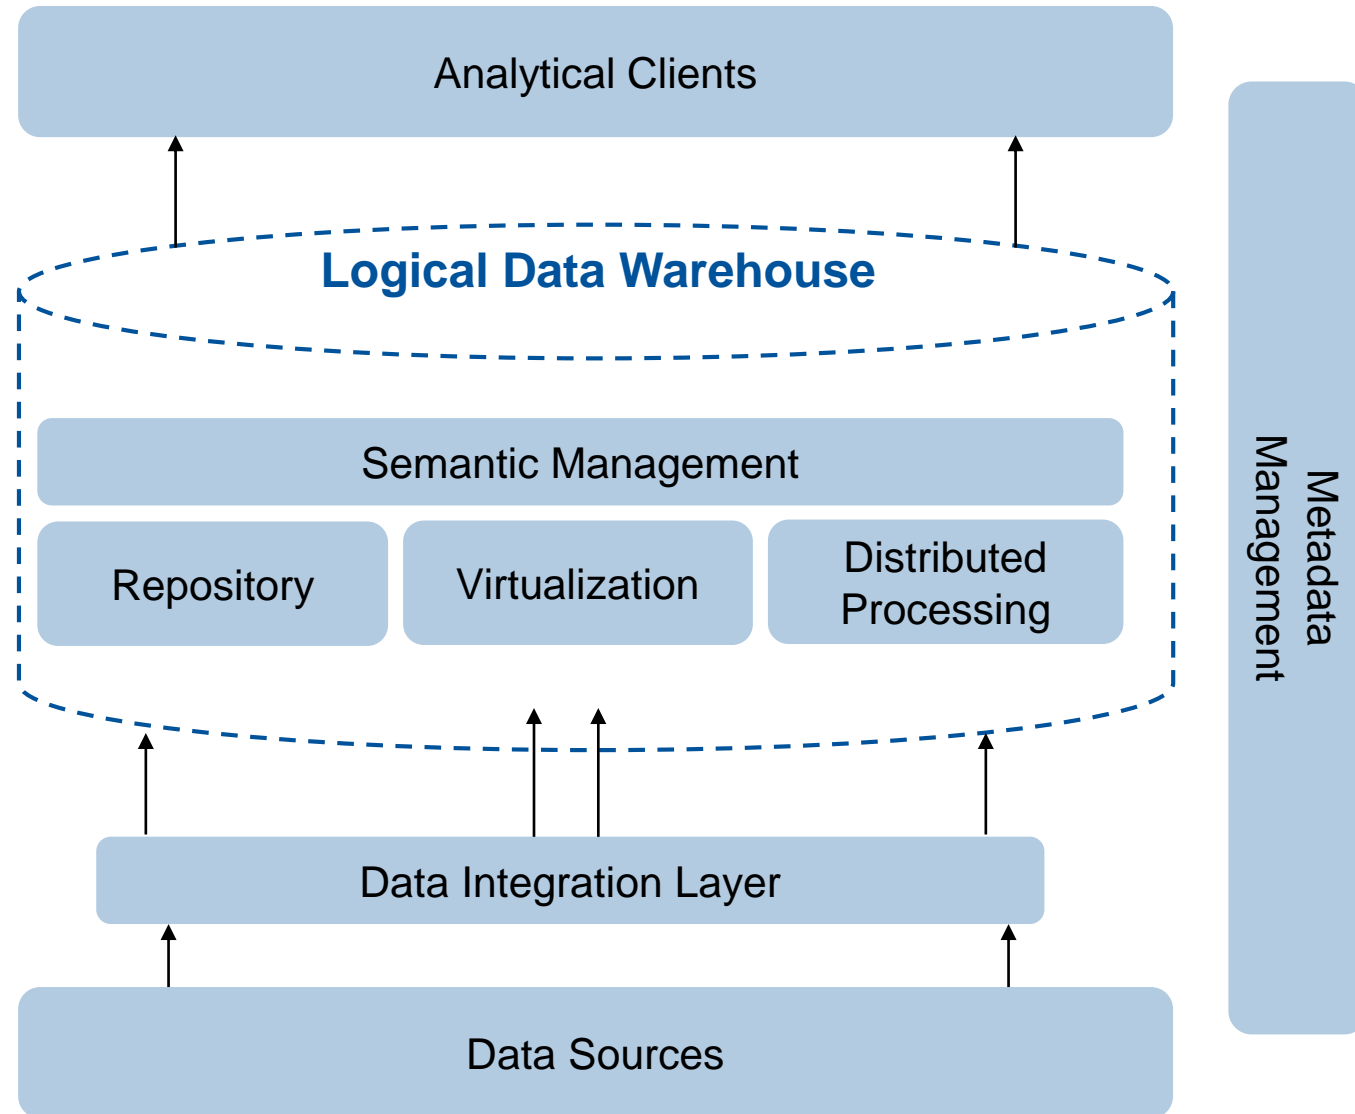 Analytical Clients
Logical Data Warehouse
Semantic Management
Repository
Virtualization
Distributed
Processing
Data Integration Layer
Data Sources
Metadata
Management